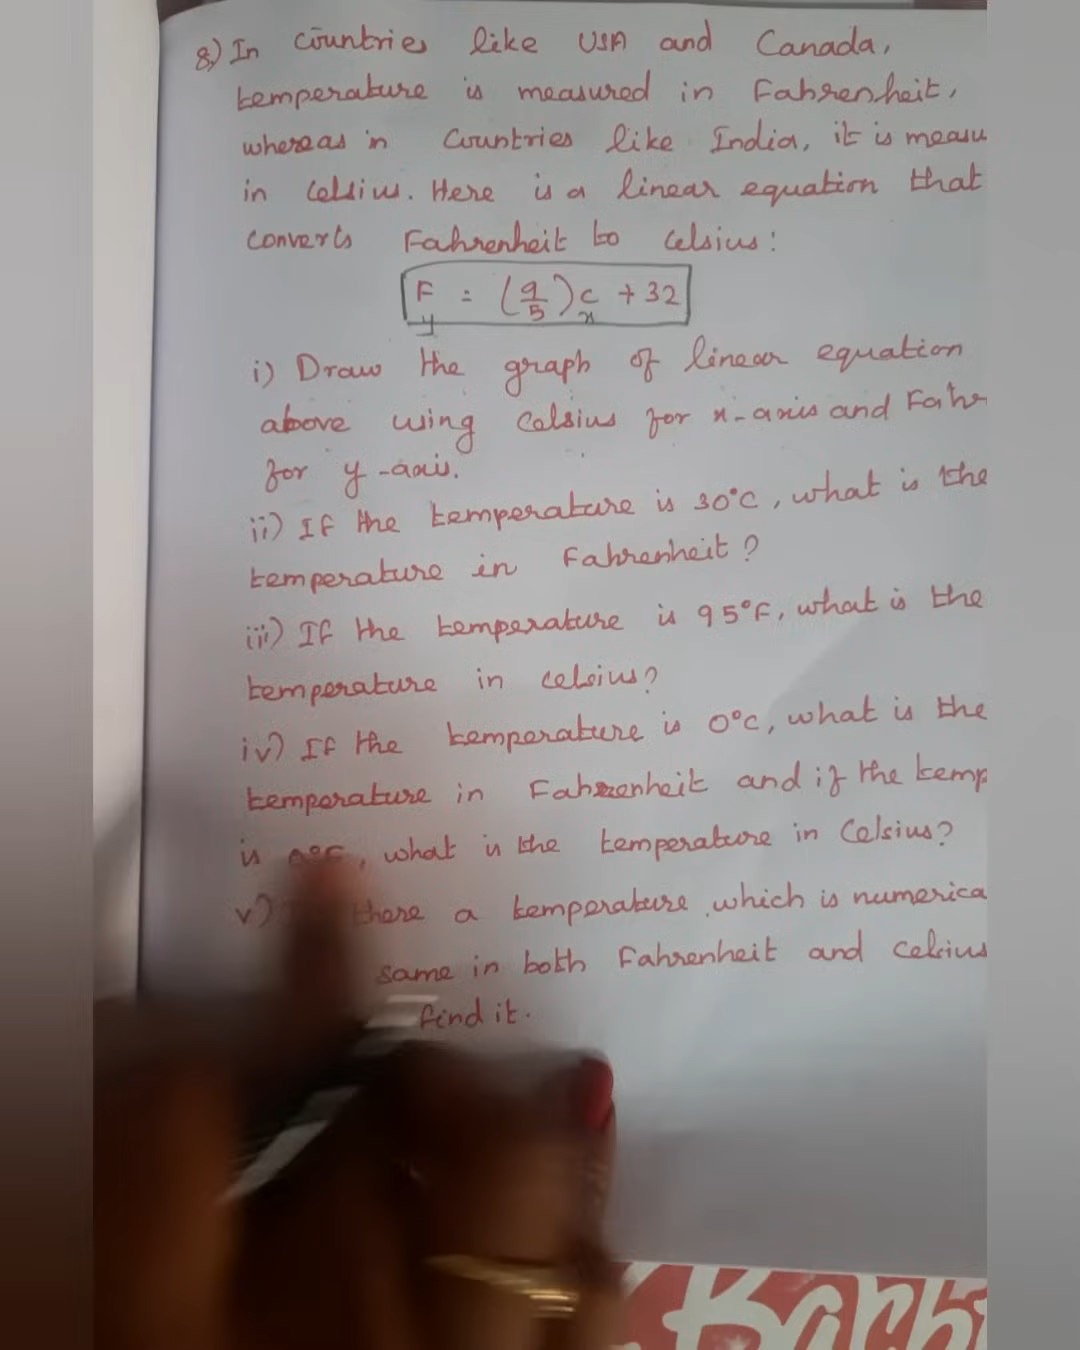 8) In countries like USA and Canada,
temperature is measured in Fahrenheit,
whereas in Countries like India, it is measu
in Celsius. Here is a linear equation that
converts Fahrenheit to Celsius:
F = (9/5) c + 32
y x
i) Draw the graph of linear equation
above using Celsius for x-axis and Fahr
for y-axis.
ii) If the temperature is 30°C, what is the
temperature in Fahrenheit?
iii) If the temperature is 95°F, what is the
temperature in celsius?
iv) If the temperature is 0°C, what is the
temperature in Fahrenheit and if the temp
is 0°F, what is the temperature in Celsius?
v) there a temperature which is numerica
same in both Fahrenheit and Celsius
find it.